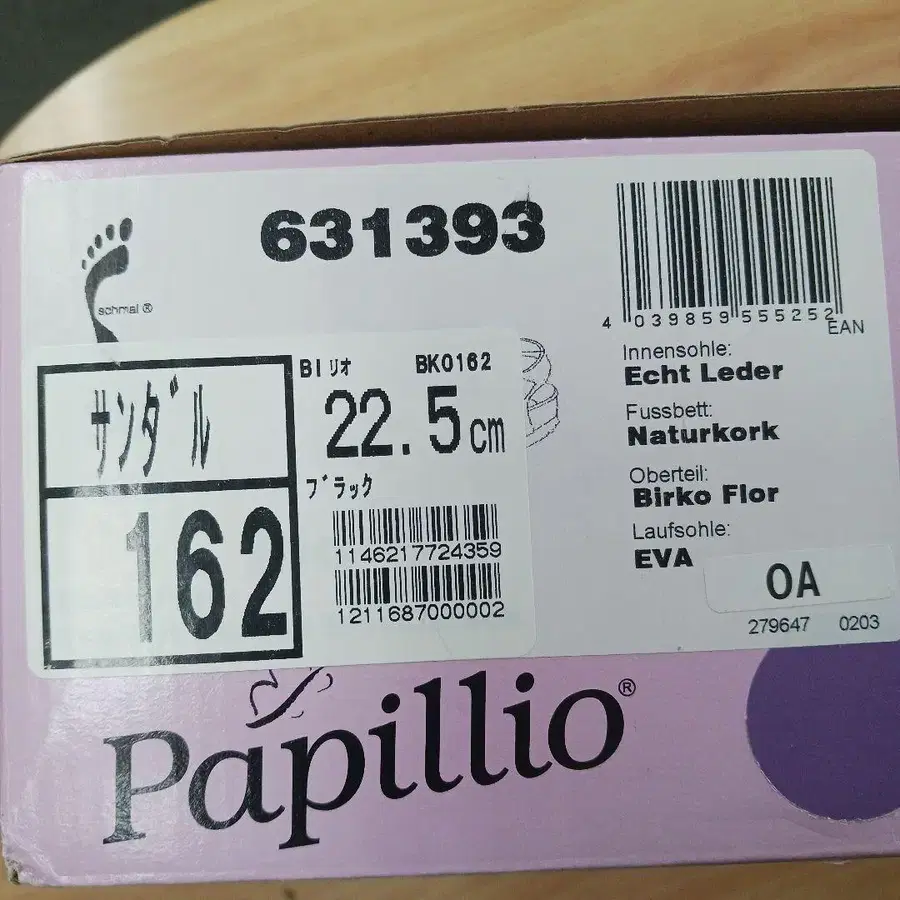 631393
schmal ®
4 039859 555252
EAN
Innensohle:
Echt Leder
Fussbett:
Naturkork
Oberteil:
Birko Flor
Laufsohle:
EVA
OA
279647 0203
サンダル
162
BIリオ BK0162
22.5cm
ブラック
1146217724359
1211687000002
Papillio®